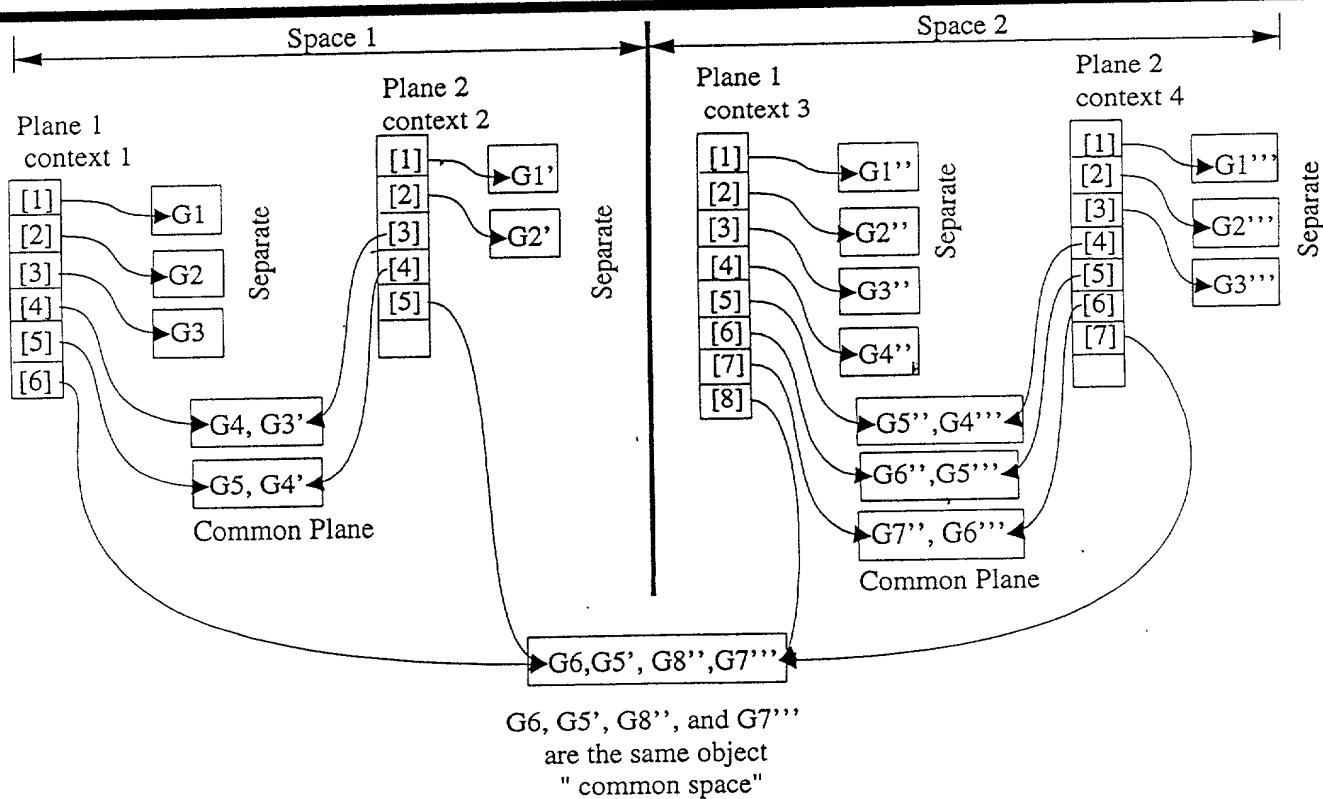 Space 1
Space 2
Plane 1
context 1
[1]
[2]
[3]
[4]
[5]
[6]
G1
G2
G3
Separate
Plane 2
context 2
[1]
[2]
[3]
[4]
[5]
G1’
G2’
Separate
G4, G3’
G5, G4’
Common Plane
Plane 1
context 3
[1]
[2]
[3]
[4]
[5]
[6]
[7]
[8]
G1’’
G2’’
G3’’
G4’’
Separate
Plane 2
context 4
[1]
[2]
[3]
[4]
[5]
[6]
[7]
G1’’’
G2’’’
G3’’’
Separate
G5’’,G4’’’
G6’’,G5’’’
G7’’, G6’’’
Common Plane
G6,G5’, G8’’,G7’’’
G6, G5’, G8’’, and G7’’’
are the same object
" common space"